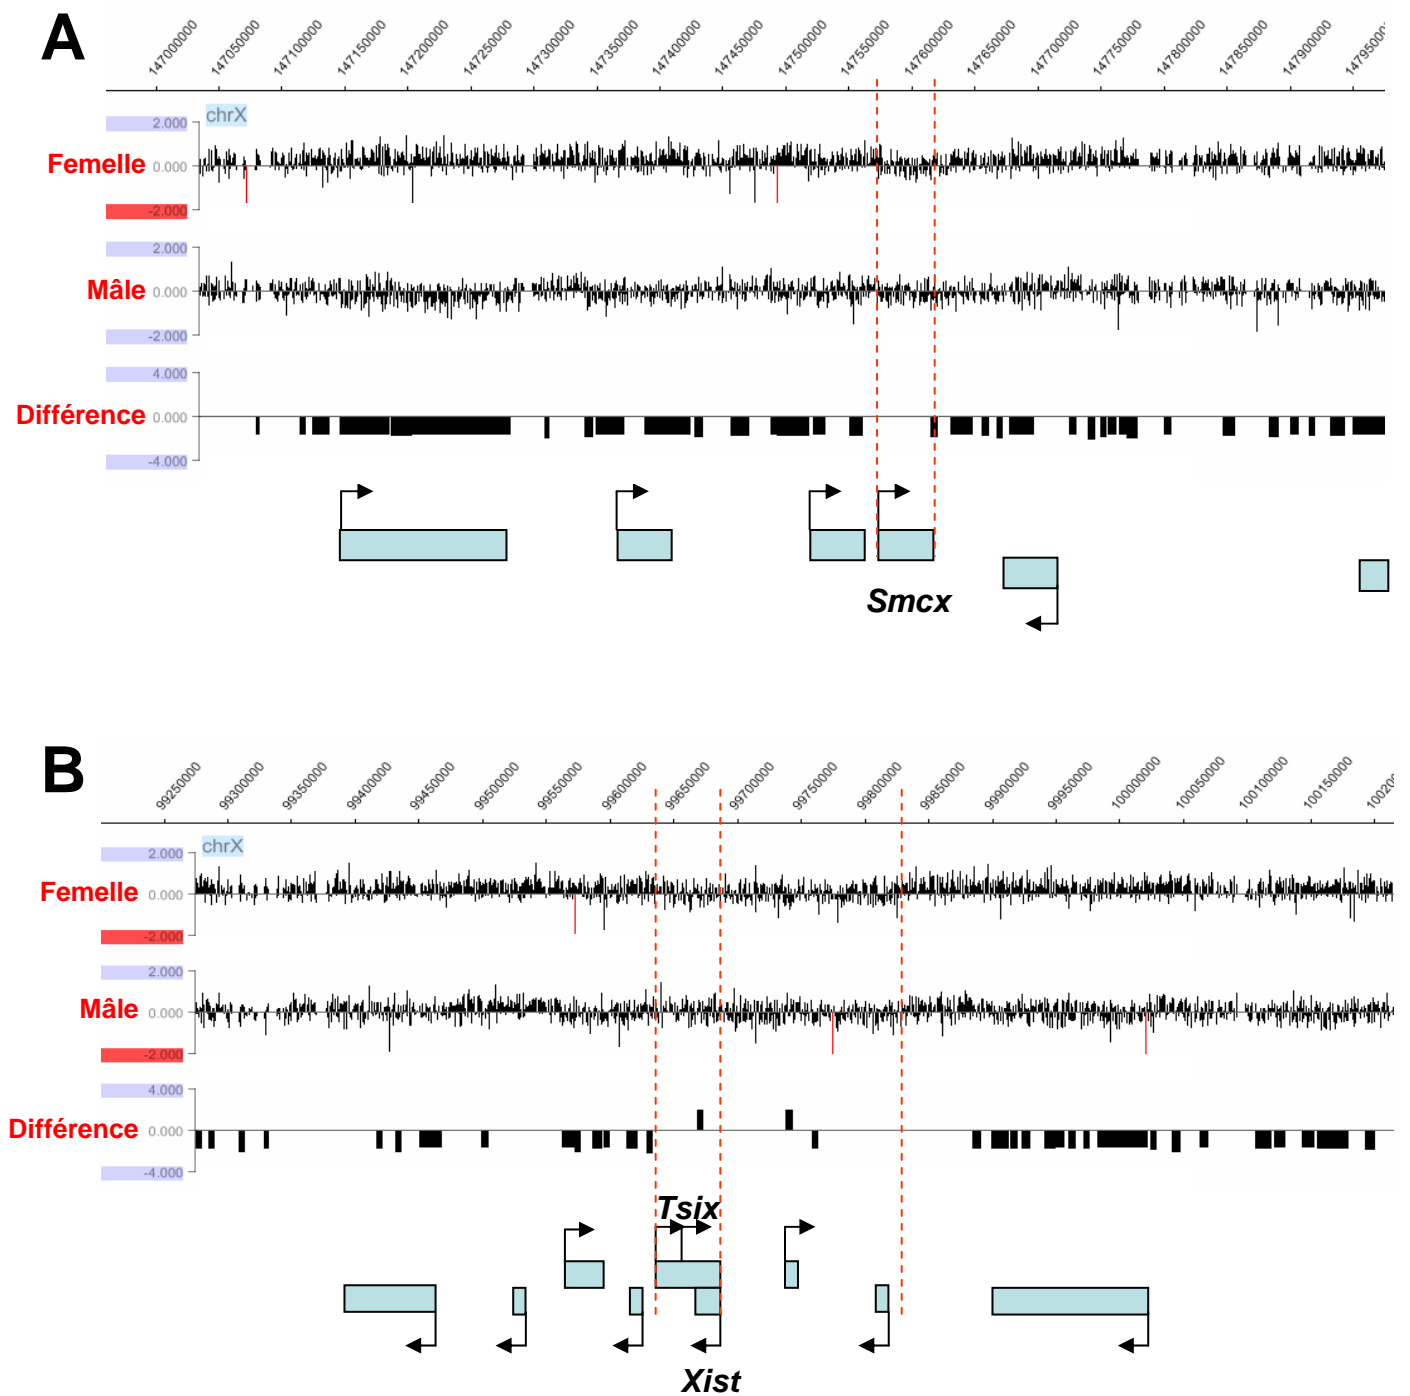 A
147000000 147050000 147100000 147150000 147200000 147250000 147300000 147350000 147400000 147450000 147500000 147550000 147600000 147650000 147700000 147750000 147800000 147850000 147900000 14795000
chrX
2.000
Femelle 0.000
-2.000
2.000
Mâle 0.000
-2.000
4.000
Différence 0.000
-4.000
Smcx
B
99250000 99300000 99350000 99400000 99450000 99500000 99550000 99600000 99650000 99700000 99750000 99800000 99850000 99900000 99950000 100000000 100050000 100100000 100150000 10020
chrX
2.000
Femelle 0.000
-2.000
2.000
Mâle 0.000
-2.000
4.000
Différence 0.000
-4.000
Tsix
Xist